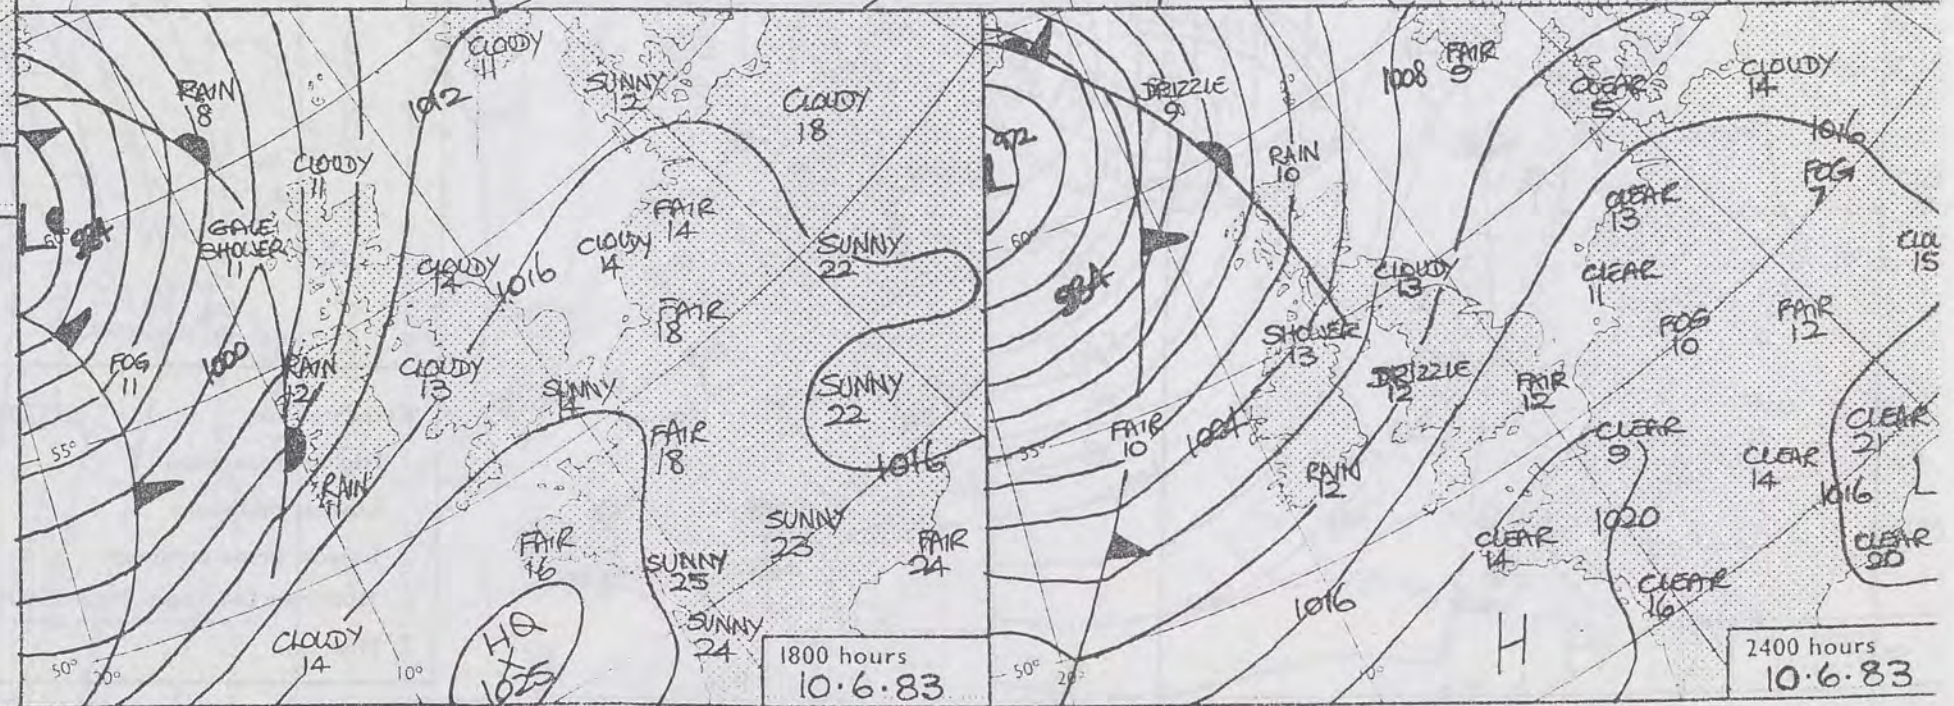 CLOUDY
11
RAIN
8
1012
SUNNY
12
CLOUDY
18
CLOUDY
11
L
984
60°
GALE
SHOWER
11
FAIR
14
CLOUDY
14
CLOUDY
14
SUNNY
22
1016
FAIR
18
FOG
11
1000
RAIN
12
CLOUDY
13
SUNNY
14
SUNNY
22
55°
FAIR
18
1016
RAIN
11
SUNNY
23
FAIR
16
FAIR
24
SUNNY
25
CLOUDY
14
HQ
X
1025
SUNNY
24
50°
20°
10°
1800 hours
10.6.83
FAIR
9
1008
CLOUDY
14
DRIZZLE
9
CLEAR
5
972
L
1016
RAIN
10
FOG
7
CLEAR
13
60°
CLOU
15
984
CLOUDY
13
CLEAR
11
SHOWER
13
FOG
10
FAIR
12
DRIZZLE
12
FAIR
12
FAIR
10
CLEAR
9
CLEAR
21
55°
RAIN
12
CLEAR
14
1016
L
1020
CLEAR
14
CLEAR
20
CLEAR
16
1016
H
50°
20°
2400 hours
10.6.83